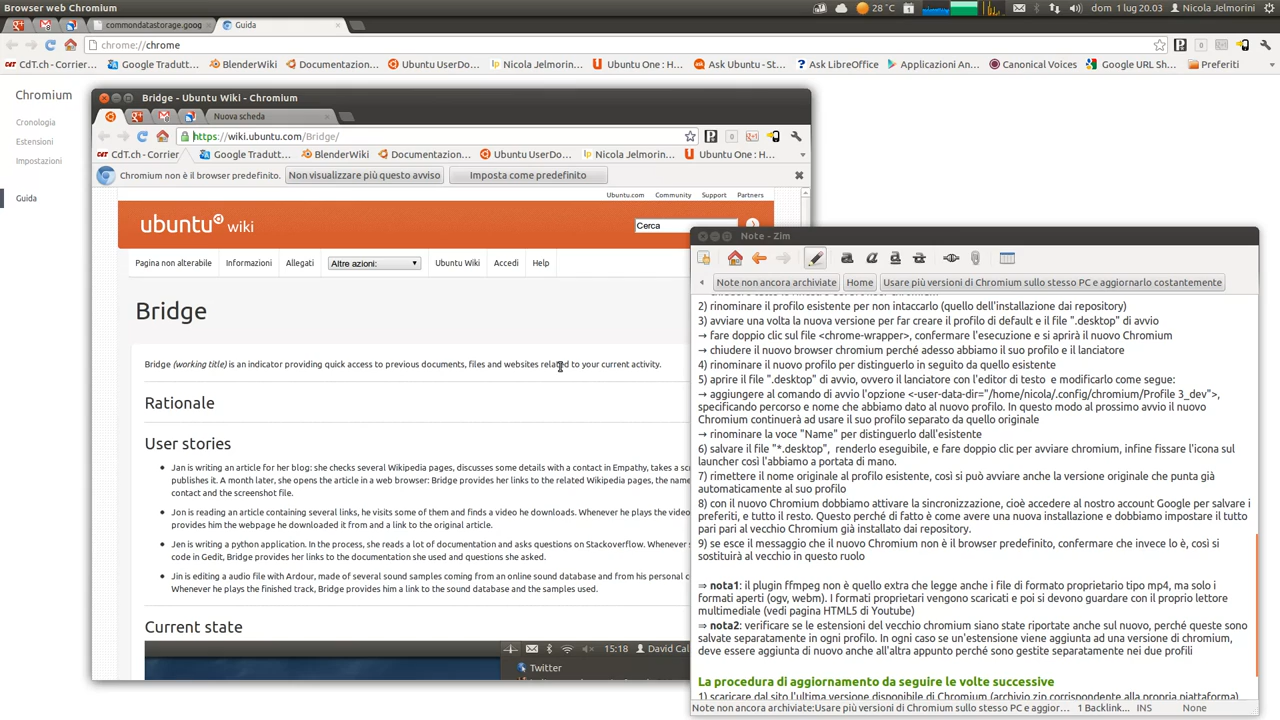 Browser web Chromium
28 °C
dom 1 lug 20.03
Nicola Jelmorini
commondatastorage.goog
Guida
chrome://chrome
CdT.ch - Corrier…
Google Tradutt…
BlenderWiki
Documentazion…
Ubuntu UserDo…
Nicola Jelmorin…
Ubuntu One : H…
Ask Ubuntu - St…
Ask LibreOffice
Applicazioni An…
Canonical Voices
Google URL Sh…
Preferiti
Chromium
Cronologia
Estensioni
Impostazioni
Guida
Bridge - Ubuntu Wiki - Chromium
Nuova scheda
https://wiki.ubuntu.com/Bridge/
CdT.ch - Corrier
Google Tradutt…
BlenderWiki
Documentazion…
Ubuntu UserDo…
Nicola Jelmorin…
Ubuntu One : H…
Chromium non è il browser predefinito.
Non visualizzare più questo avviso
Imposta come predefinito
Ubuntu.com
Community
Support
Partners
ubuntu wiki
Cerca
Pagina non alterabile
Informazioni
Allegati
Altre azioni:
Ubuntu Wiki
Accedi
Help
Bridge
Bridge (working title) is an indicator providing quick access to previous documents, files and websites related to your current activity.
Rationale
User stories
Jan is writing an article for her blog: she checks several Wikipedia pages, discusses some details with a contact in Empathy, takes a scr
publishes it. A month later, she opens the article in a web browser: Bridge provides her links to the related Wikipedia pages, the name
contact and the screenshot file.
Jan is reading an article containing several links, he visits some of them and finds a video he downloads. Whenever he plays the video
provides him the webpage he downloaded it from and a link to the original article.
Jen is writing a python application. In the process, she reads a lot of documentation and asks questions on Stackoverflow. Whenever s
code in Gedit, Bridge provides her links to the documentation she used and questions she asked.
Jin is editing a audio file with Ardour, made of several sound samples coming from an online sound database and from his personal c
Whenever he plays the finished track, Bridge provides him a link to the sound database and the samples used.
Current state
15:18
David Cal
Twitter
Note - Zim
Note non ancora archiviate
Home
Usare più versioni di Chromium sullo stesso PC e aggiornarlo costantemente
2) rinominare il profilo esistente per non intaccarlo (quello dell'installazione dai repository)
3) avviare una volta la nuova versione per far creare il profilo di default e il file ".desktop" di avvio
→ fare doppio clic sul file <chrome-wrapper>, confermare l'esecuzione e si aprirà il nuovo Chromium
→ chiudere il nuovo browser chromium perché adesso abbiamo il suo profilo e il lanciatore
4) rinominare il nuovo profilo per distinguerlo in seguito da quello esistente
5) aprire il file ".desktop" di avvio, ovvero il lanciatore con l'editor di testo e modificarlo come segue:
→ aggiungere al comando di avvio l'opzione <-user-data-dir="/home/nicola/.config/chromium/Profile 3_dev">,
specificando percorso e nome che abbiamo dato al nuovo profilo. In questo modo al prossimo avvio il nuovo
Chromium continuerà ad usare il suo profilo separato da quello originale
→ rinominare la voce "Name" per distinguerlo dall'esistente
6) salvare il file "*.desktop", renderlo eseguibile, e fare doppio clic per avviare chromium, infine fissare l'icona sul
launcher così l'abbiamo a portata di mano.
7) rimettere il nome originale al profilo esistente, così si può avviare anche la versione originale che punta già
automaticamente al suo profilo
8) con il nuovo Chromium dobbiamo attivare la sincronizzazione, cioè accedere al nostro account Google per salvare i
preferiti, e tutto il resto. Questo perché di fatto è come avere una nuova installazione e dobbiamo impostare il tutto
pari pari al vecchio Chromium già installato dai repository.
9) se esce il messaggio che il nuovo Chromium non è il browser predefinito, confermare che invece lo è, così si
sostituirà al vecchio in questo ruolo
⇒ nota1: il plugin ffmpeg non è quello extra che legge anche i file di formato proprietario tipo mp4, ma solo i
formati aperti (ogv, webm). I formati proprietari vengono scaricati e poi si devono guardare con il proprio lettore
multimediale (vedi pagina HTML5 di Youtube)
⇒ nota2: verificare se le estensioni del vecchio chromium siano state riportate anche sul nuovo, perché queste sono
salvate separatamente in ogni profilo. In ogni caso se un'estensione viene aggiunta ad una versione di chromium,
deve essere aggiunta di nuovo anche all'altra appunto perché sono gestite separatamente nei due profili
La procedura di aggiornamento da seguire le volte successive
1) scaricare dal sito l'ultima versione disponibile di Chromium (archivio zip corrispondente alla propria piattaforma)
Note non ancora archiviate:Usare più versioni di Chromium sullo stesso PC e aggior…
1 Backlink…
INS
None